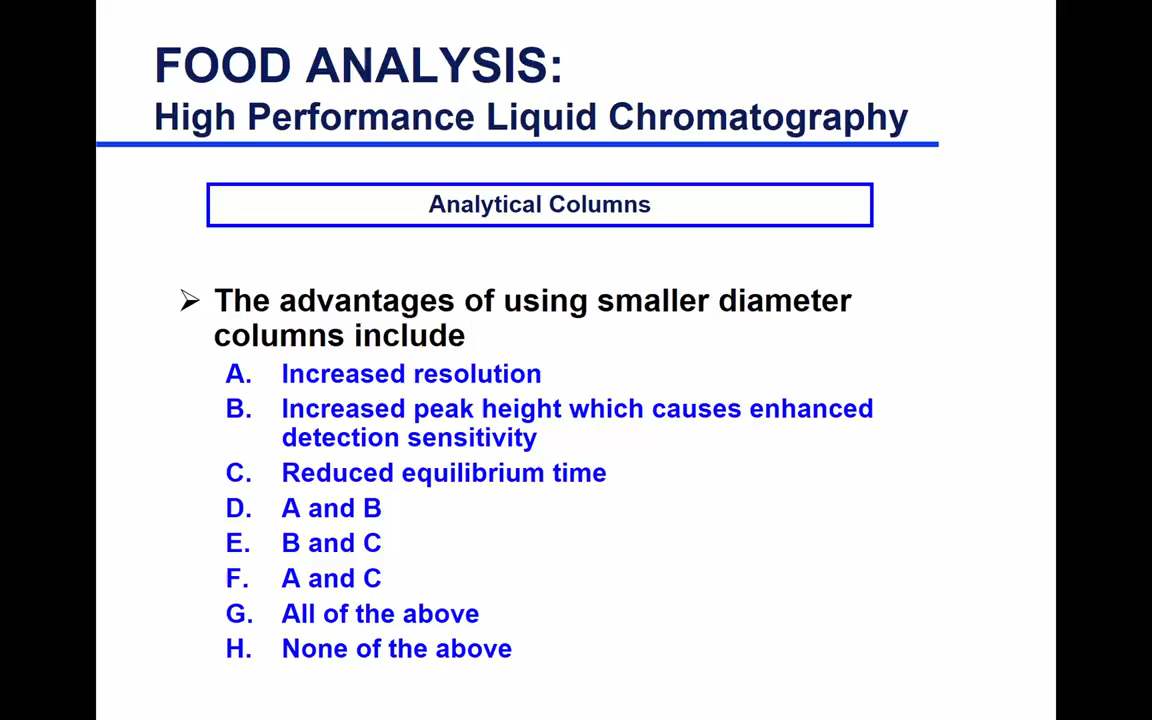 FOOD ANALYSIS:
High Performance Liquid Chromatography
Analytical Columns
➢ The advantages of using smaller diameter
columns include
A. Increased resolution
B. Increased peak height which causes enhanced
detection sensitivity
C. Reduced equilibrium time
D. A and B
E. B and C
F. A and C
G. All of the above
H. None of the above